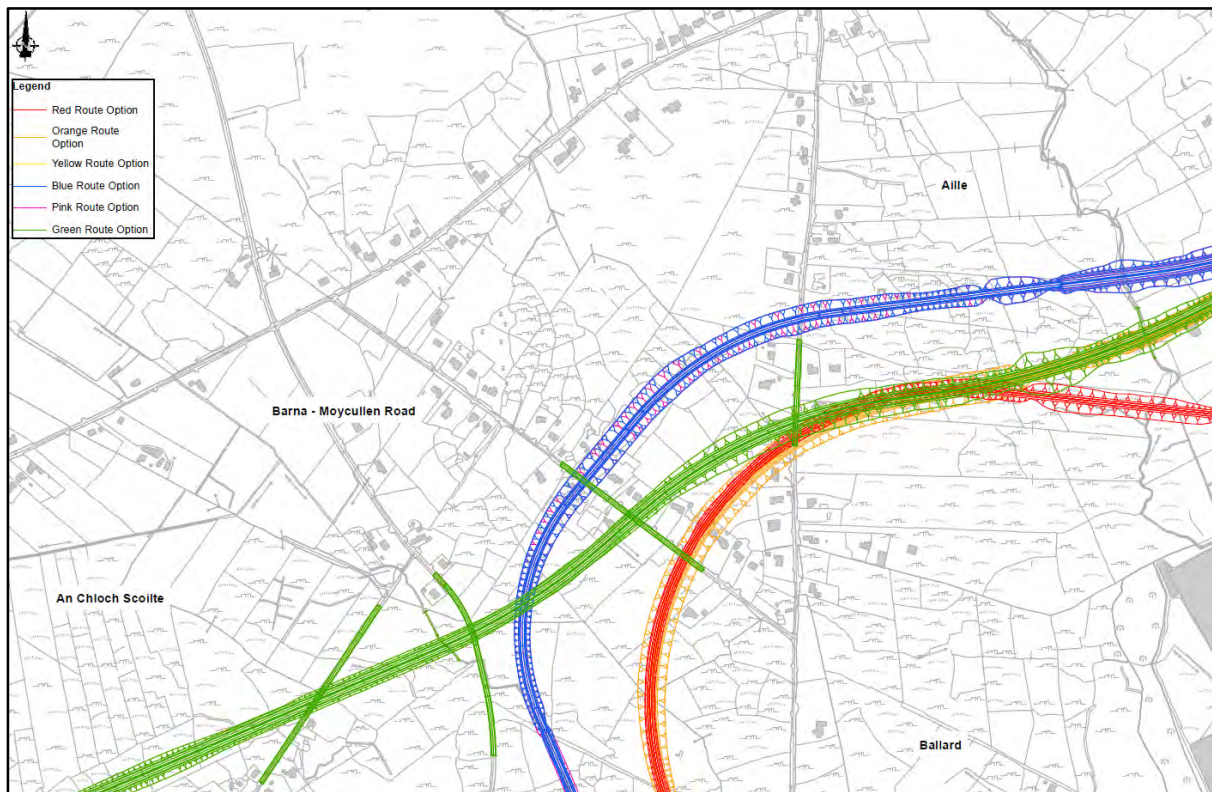 Legend
Red Route Option
Orange Route
Option
Yellow Route Option
Blue Route Option
Pink Route Option
Green Route Option
Aille
Barna - Moycullen Road
An Chloch Scoilte
Ballard